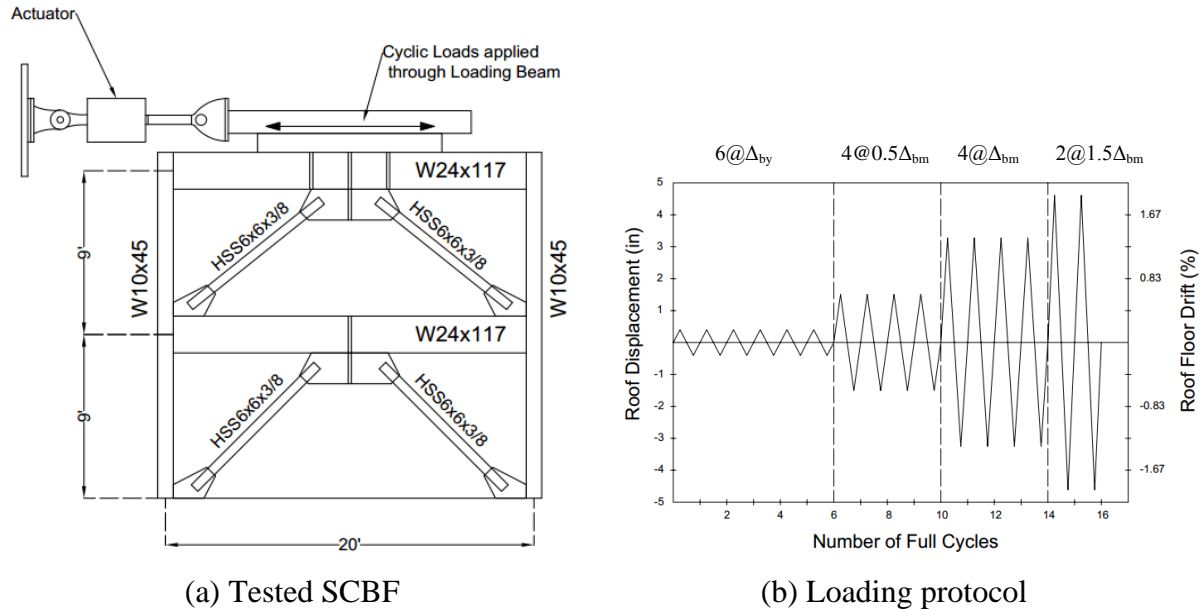 Actuator
Cyclic Loads applied
through Loading Beam
W24x117
HSS6x6x3/8
HSS6x6x3/8
9'
W10x45
W10x45
W24x117
HSS6x6x3/8
HSS6x6x3/8
9'
20'
(a) Tested SCBF
6@Δby 4@0.5Δbm 4@Δbm 2@1.5Δbm
5
4
3
2
1
-1
-2
-3
-4
-5
Roof Displacement (in)
1.67
0.83
-0.83
-1.67
Roof Floor Drift (%)
2 4 6 8 10 12 14 16
Number of Full Cycles
(b) Loading protocol